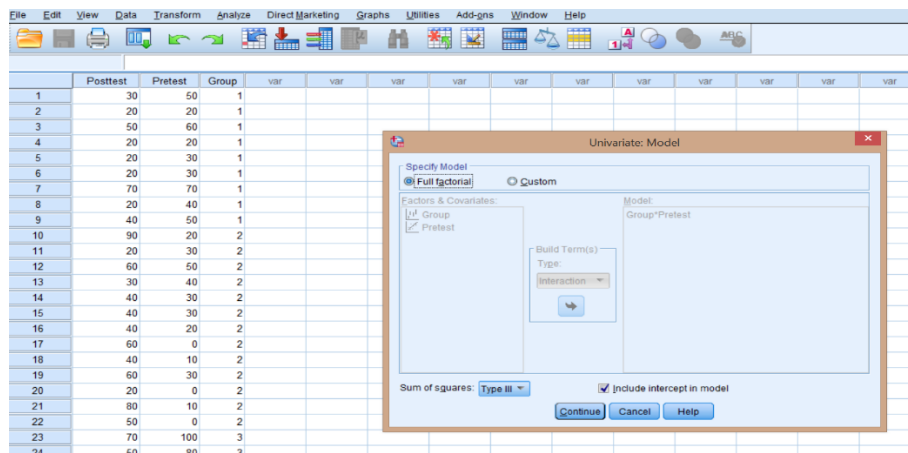 File Edit View Data Transform Analyze Direct Marketing Graphs Utilities Add-ons Window Help
A
1
ABC
Posttest Pretest Group var var var var var var var var var var var
1 30 50 1
2 20 20 1
3 50 60 1
4 20 20 1
5 20 30 1
6 20 30 1
7 70 70 1
8 20 40 1
9 40 50 1
10 90 20 2
11 20 30 2
12 60 50 2
13 30 40 2
14 40 30 2
15 40 30 2
16 40 20 2
17 60 0 2
18 40 10 2
19 60 30 2
20 20 0 2
21 80 10 2
22 50 0 2
23 70 100 3
24 50 80 3
Univariate: Model
Specify Model
Full factorial Custom
Factors & Covariates:
Group
Pretest
Build Term(s)
Type:
Interaction
Model:
Group*Pretest
Sum of squares: Type III Include intercept in model
Continue Cancel Help